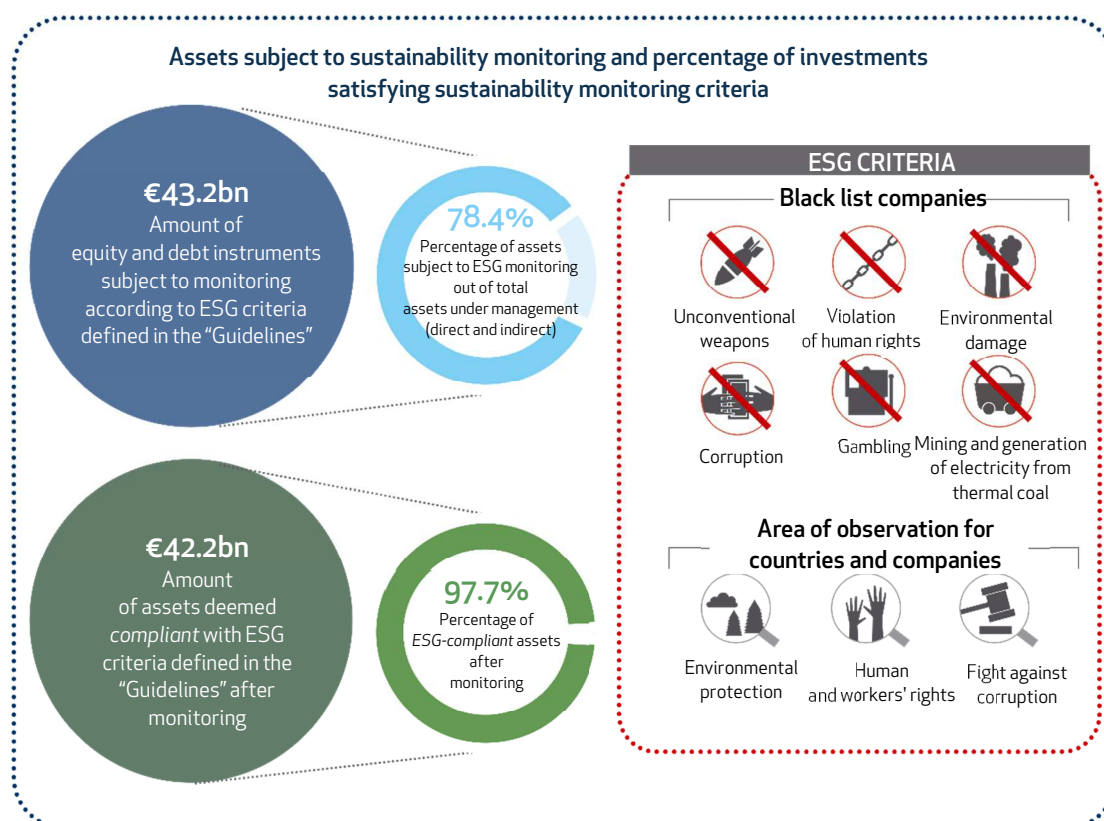 Assets subject to sustainability monitoring and percentage of investments
satisfying sustainability monitoring criteria
€43.2bn
Amount of
equity and debt instruments
subject to monitoring
according to ESG criteria
defined in the “Guidelines”
78.4%
Percentage of assets
subject to ESG monitoring
out of total
assets under management
(direct and indirect)
€42.2bn
Amount
of assets deemed
compliant with ESG
criteria defined in the
“Guidelines” after
monitoring
97.7%
Percentage of
ESG-compliant assets
after
monitoring
ESG CRITERIA
Black list companies
Unconventional
weapons
Violation
of human rights
Environmental
damage
Corruption
Gambling
Mining and generation
of electricity from
thermal coal
Area of observation for
countries and companies
Environmental
protection
Human
and workers' rights
Fight against
corruption